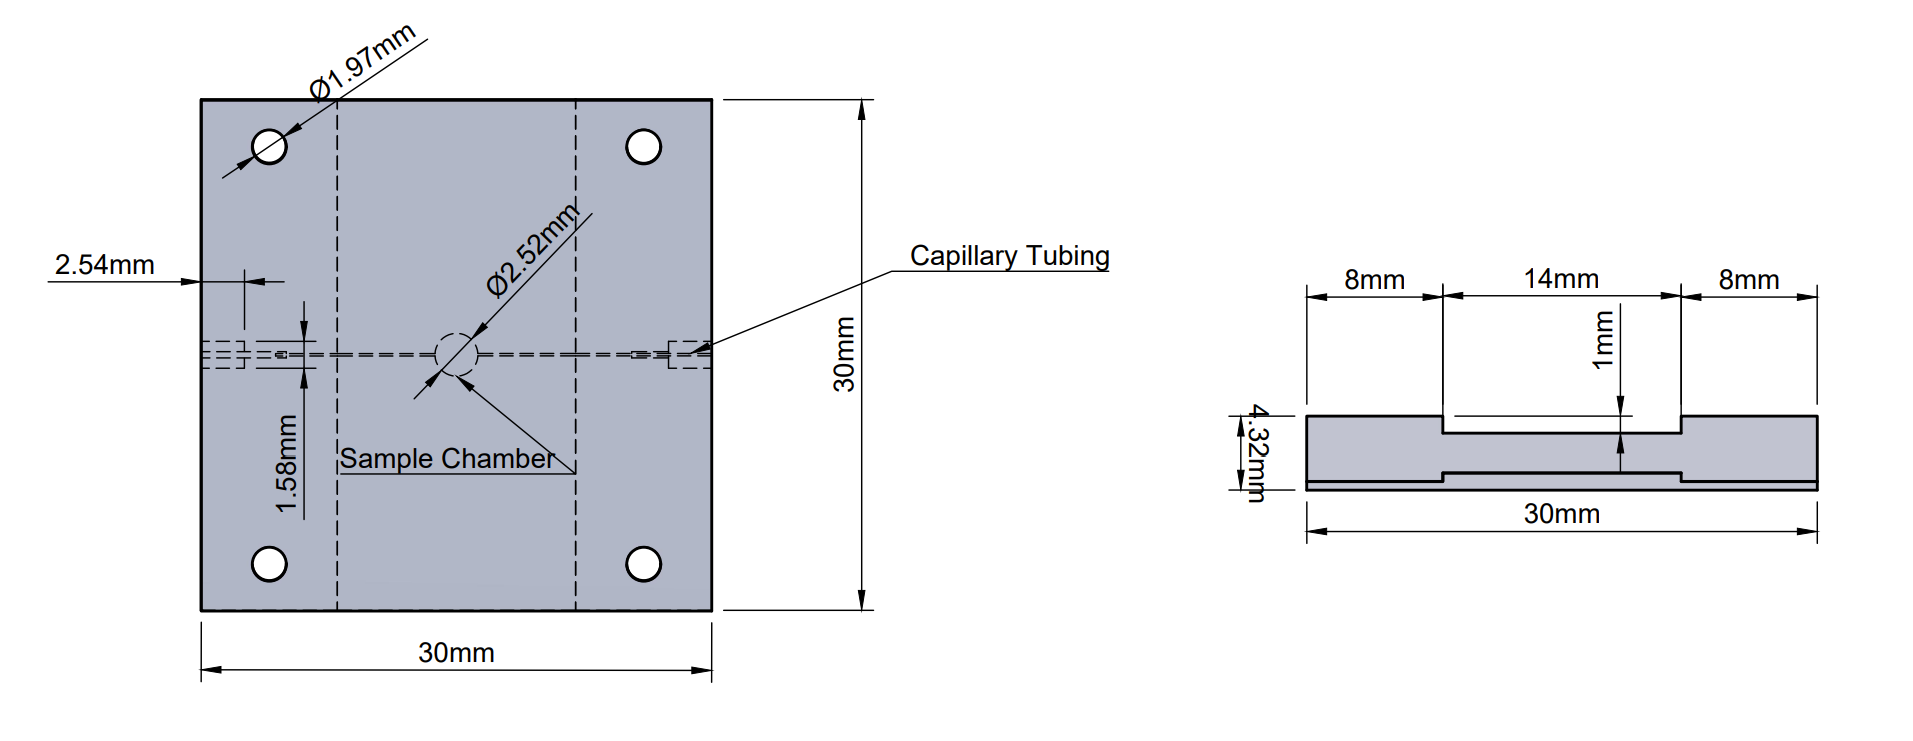 Ø1.97mm
Ø2.52mm
2.54mm
Capillary Tubing
30mm
1.58mm
Sample Chamber
30mm
8mm
14mm
8mm
1mm
4.32mm
30mm